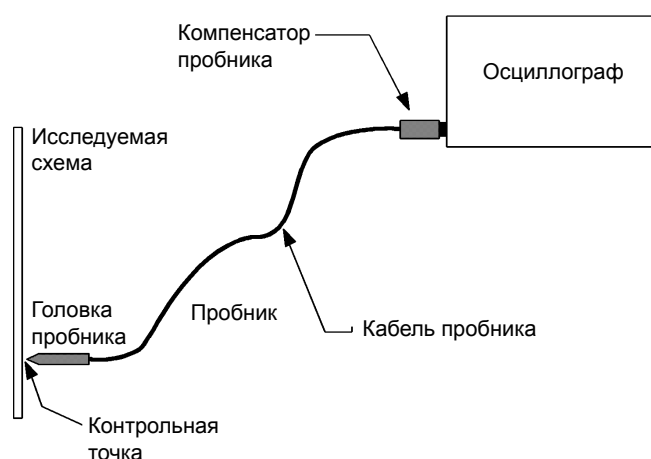 Компенсатор
пробника
Осциллограф
Исследуемая
схема
Головка
пробника
Пробник
Кабель пробника
Контрольная
точка